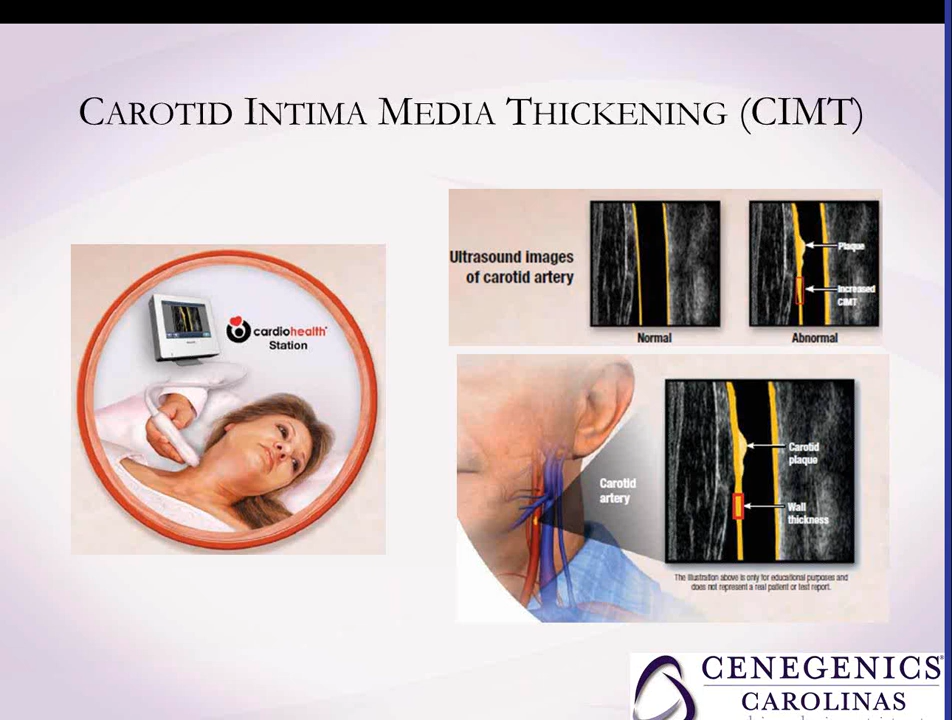 CAROTID INTIMA MEDIA THICKENING (CIMT)
cardiohealth
Station
Ultrasound images
of carotid artery
Plaque
Increased
CIMT
Normal
Abnormal
Carotid
artery
Carotid
plaque
Wall
thickness
The illustration above is only for educational purposes and
does not represent a real patient or test report.
CENEGENICS®
CAROLINAS